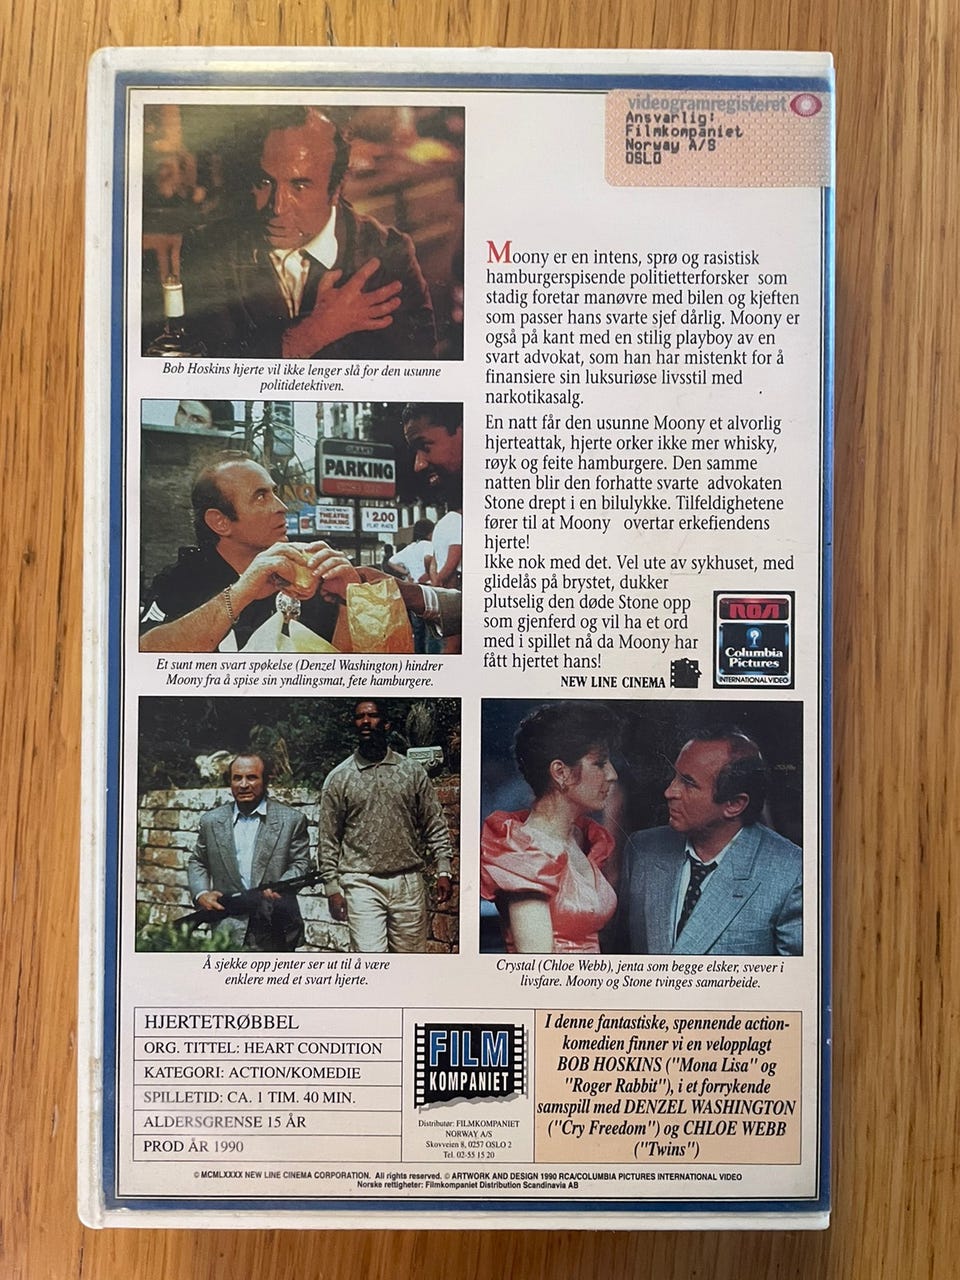 videogramregisteret
Ansvarlig:
Filmkompaniet
Norway A/S
OSLO
Moony er en intens, sprø og rasistisk
hamburgerspisende politietterforsker som
stadig foretar manøvre med bilen og kjeften
som passer hans svarte sjef dårlig. Moony er
også på kant med en stilig playboy av en
svart advokat, som han har mistenkt for å
finansiere sin luksuriøse livsstil med
narkotikasalg.
En natt får den usunne Moony et alvorlig
hjerteattak, hjerte orker ikke mer whisky,
røyk og feite hamburgere. Den samme
natten blir den forhatte svarte advokaten
Stone drept i en bilulykke. Tilfeldighetene
fører til at Moony overtar erkefiendens
hjerte!
Ikke nok med det. Vel ute av sykhuset, med
glidelås på brystet, dukker
plutselig den døde Stone opp
som gjenferd og vil ha et ord
med i spillet nå da Moony har
fått hjertet hans!
NEW LINE CINEMA
RCA
Columbia
Pictures
INTERNATIONAL VIDEO
Bob Hoskins hjerte vil ikke lenger slå for den usunne
politidetektiven.
PARKING
THEATRE
PARKING
$2.00
FLAT RATE
Et sunt men svart spøkelse (Denzel Washington) hindrer
Moony fra å spise sin yndlingsmat, fete hamburgere.
Å sjekke opp jenter ser ut til å være
enklere med et svart hjerte.
Crystal (Chloe Webb), jenta som begge elsker, svever i
livsfare. Moony og Stone tvinges samarbeide.
HJERTETRØBBEL
ORG. TITTEL: HEART CONDITION
KATEGORI: ACTION/KOMEDIE
SPILLETID: CA. 1 TIM. 40 MIN.
ALDERSGRENSE 15 ÅR
PROD ÅR 1990
FILM
KOMPANIET
Distributør: FILMKOMPANIET
NORWAY A/S
Skovveien 8, 0257 OSLO 2
Tel. 02-55 15 20
I denne fantastiske, spennende action-
komedien finner vi en velopplagt
BOB HOSKINS ("Mona Lisa" og
"Roger Rabbit"), i et forrykende
samspill med DENZEL WASHINGTON
("Cry Freedom") og CHLOE WEBB
("Twins")
© MCMLXXXX NEW LINE CINEMA CORPORATION. All rights reserved. © ARTWORK AND DESIGN 1990 RCA/COLUMBIA PICTURES INTERNATIONAL VIDEO
Norske rettigheter: Filmkompaniet Distribution Scandinavia AB